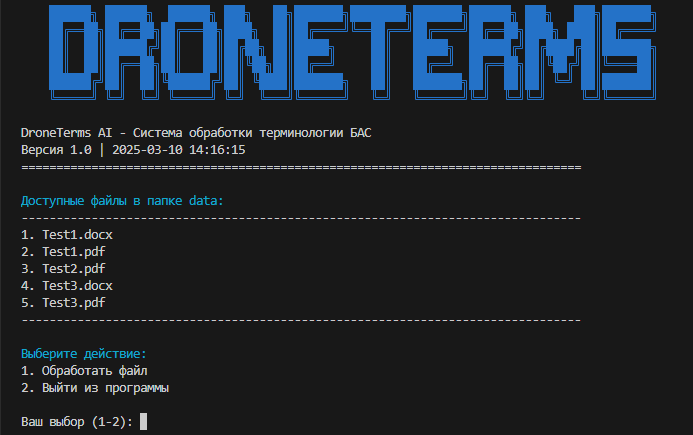 DRONETERMS
DroneTerms AI - Система обработки терминологии БАС
Версия 1.0 | 2025-03-10 14:16:15
================================================================================
Доступные файлы в папке data:
--------------------------------------------------------------------------------
1. Test1.docx
2. Test1.pdf
3. Test2.pdf
4. Test3.docx
5. Test3.pdf
--------------------------------------------------------------------------------
Выберите действие:
1. Обработать файл
2. Выйти из программы
Ваш выбор (1-2):